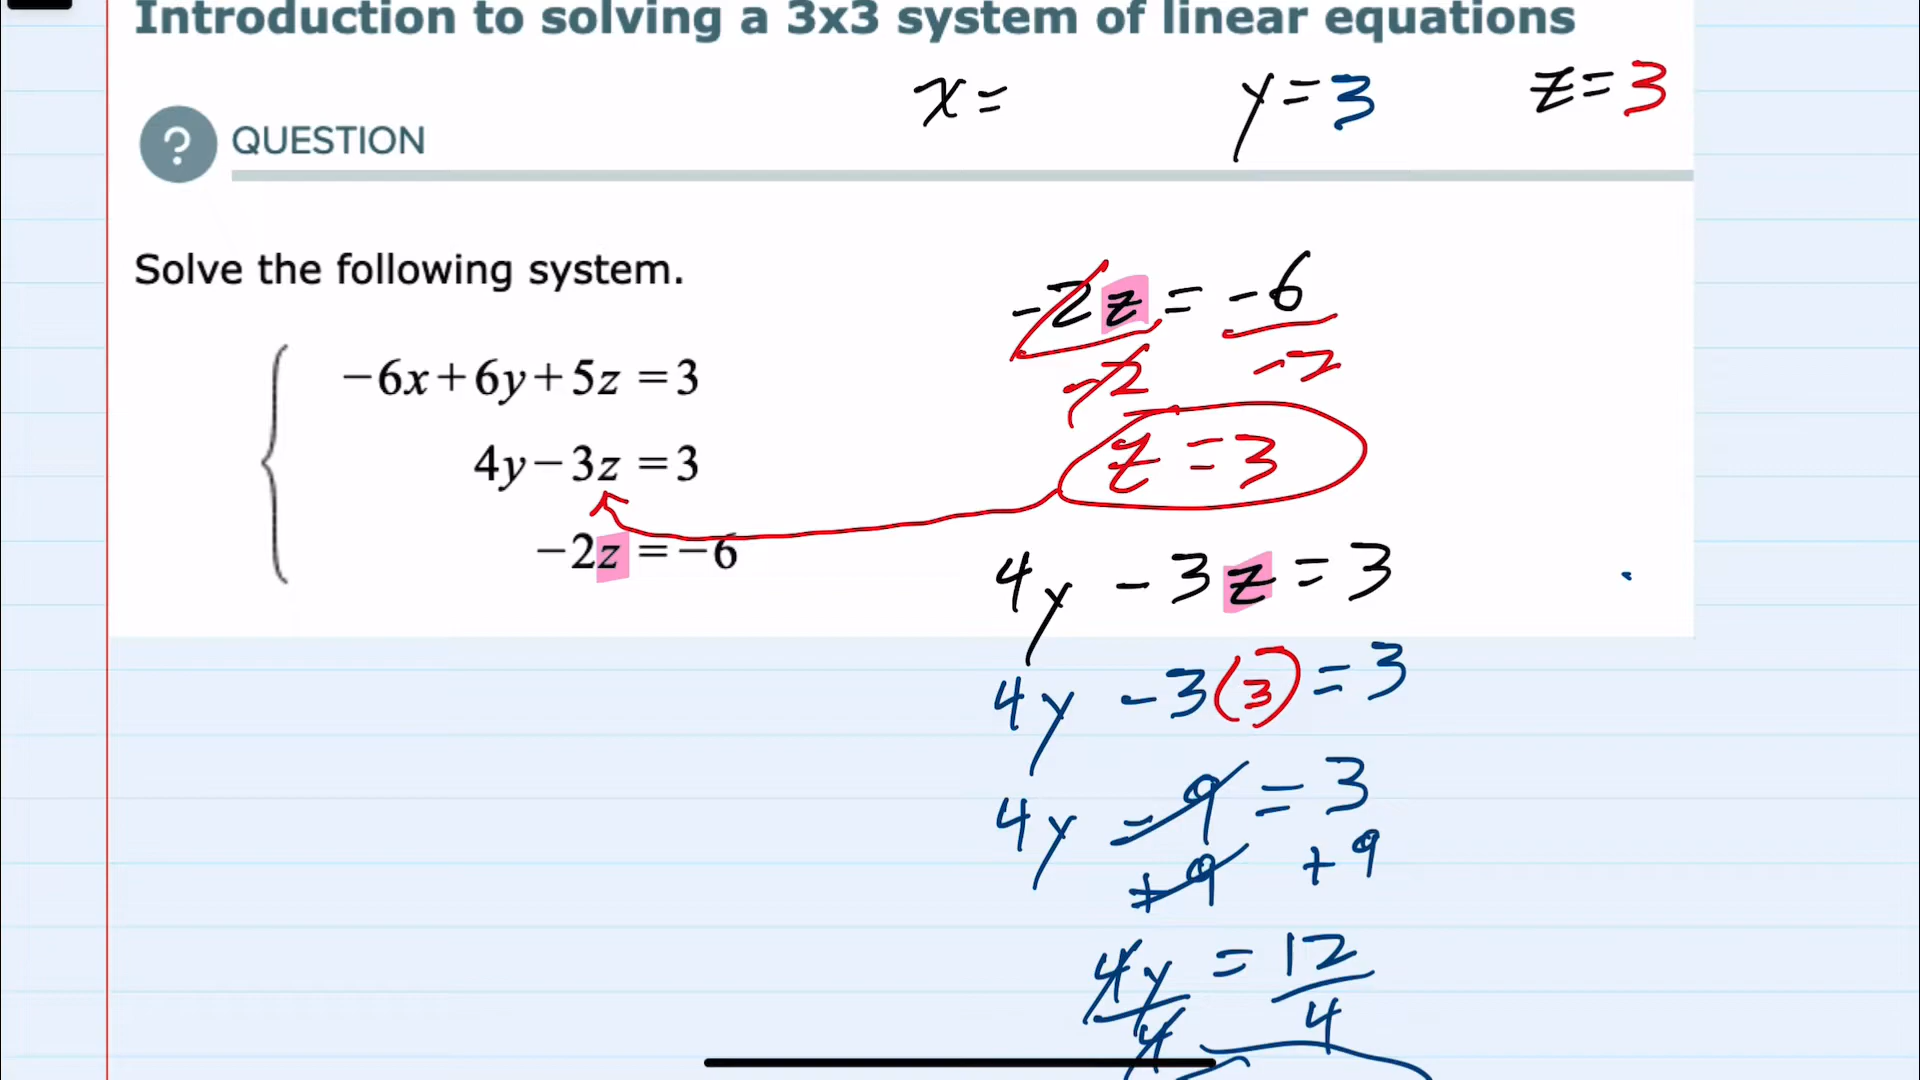 Introduction to solving a 3x3 system of linear equations
x = y = 3 z = 3
? QUESTION
Solve the following system.
−6x+6y+5z =3
4y−3z =3
−2z =−6
-2z = -6
-2 -2
z = 3
4y - 3z = 3
4y - 3(3) = 3
4y - 9 = 3
+9 +9
4y = 12
4 4